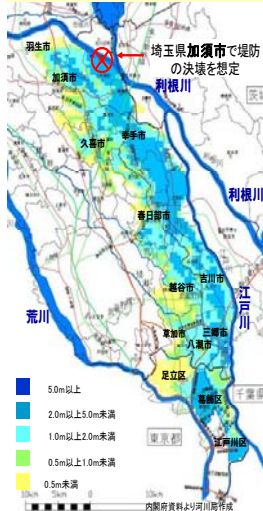 埼玉県加須市で堤防
の決壊を想定
羽生市
加須市
利根川
茨城
幸手市
久喜市
利根川
春日部市
吉川市
江戸川
越谷市
荒川
草加市
三郷市
八潮市
足立区
千葉県
葛飾区
東京都
江戸川区
5.0m以上
2.0m以上5.0m未満
1.0m以上2.0m未満
0.5m以上1.0m未満
0.5m未満
10km 0 10km
内閣府資料より河川局作成